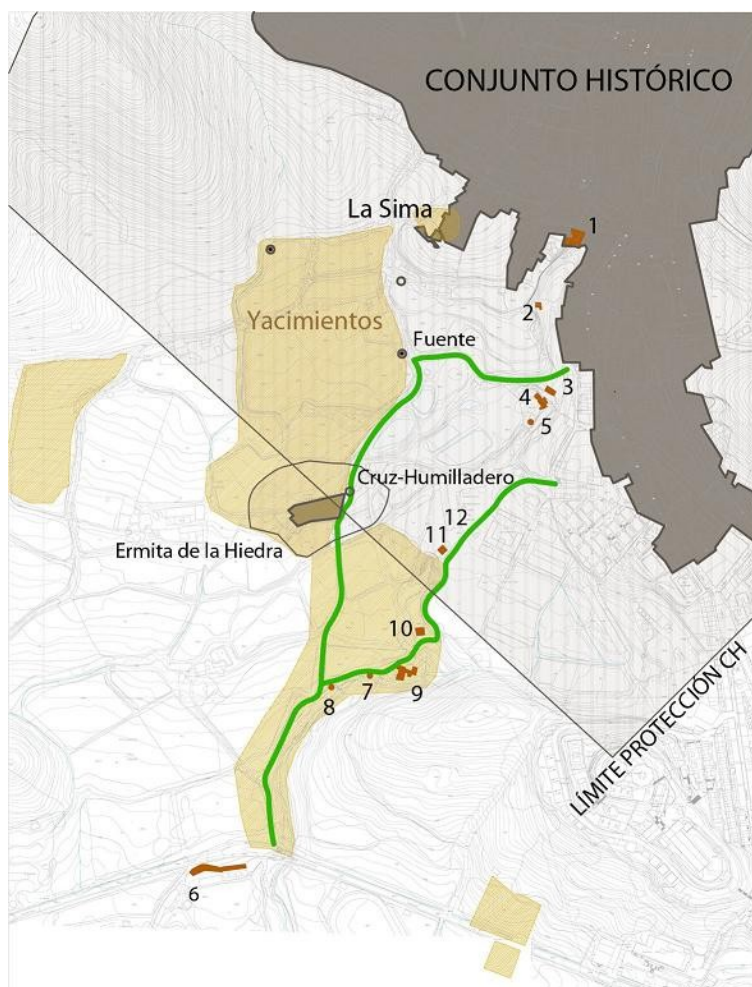 CONJUNTO HISTÓRICO
La Sima
1
Yacimientos
2
Fuente
3
4
5
Cruz-Humilladero
12
Ermita de la Hiedra
11
10
7
9
8
LÍMITE PROTECCIÓN CH
6